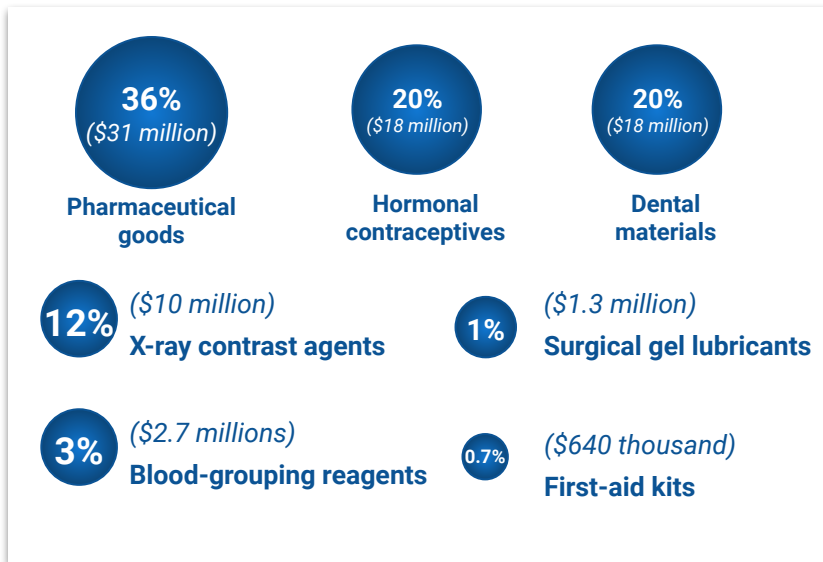 36%
($31 million)
Pharmaceutical
goods
20%
($18 million)
Hormonal
contraceptives
20%
($18 million)
Dental
materials
12%
($10 million)
X-ray contrast agents
1%
($1.3 million)
Surgical gel lubricants
3%
($2.7 millions)
Blood-grouping reagents
0.7%
($640 thousand)
First-aid kits